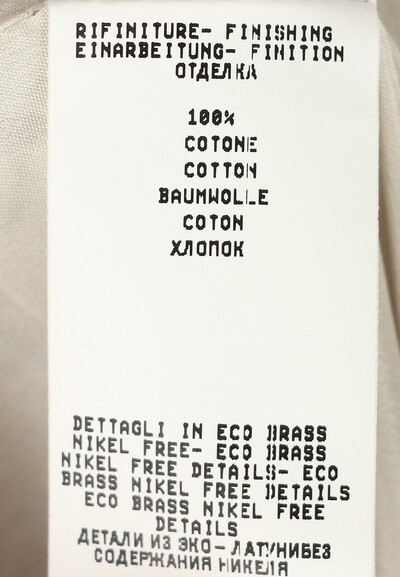 RIFINITURE- FINISHING
EINARBEITUNG- FINITION
ОТДЕЛКА
100%
COTONE
COTTON
BAUMWOLLE
COTON
ХЛОПОК
DETTAGLI IN ECO BRASS
NIKEL FREE- ECO BRASS
NIKEL FREE DETAILS- ECO
BRASS NIKEL FREE DETAILS
ECO BRASS NIKEL FREE
DETAILS
ДЕТАЛИ ИЗ ЭКО- ЛАТУНИБЕЗ
СОДЕРЖАНИЯ НИКЕЛЯ